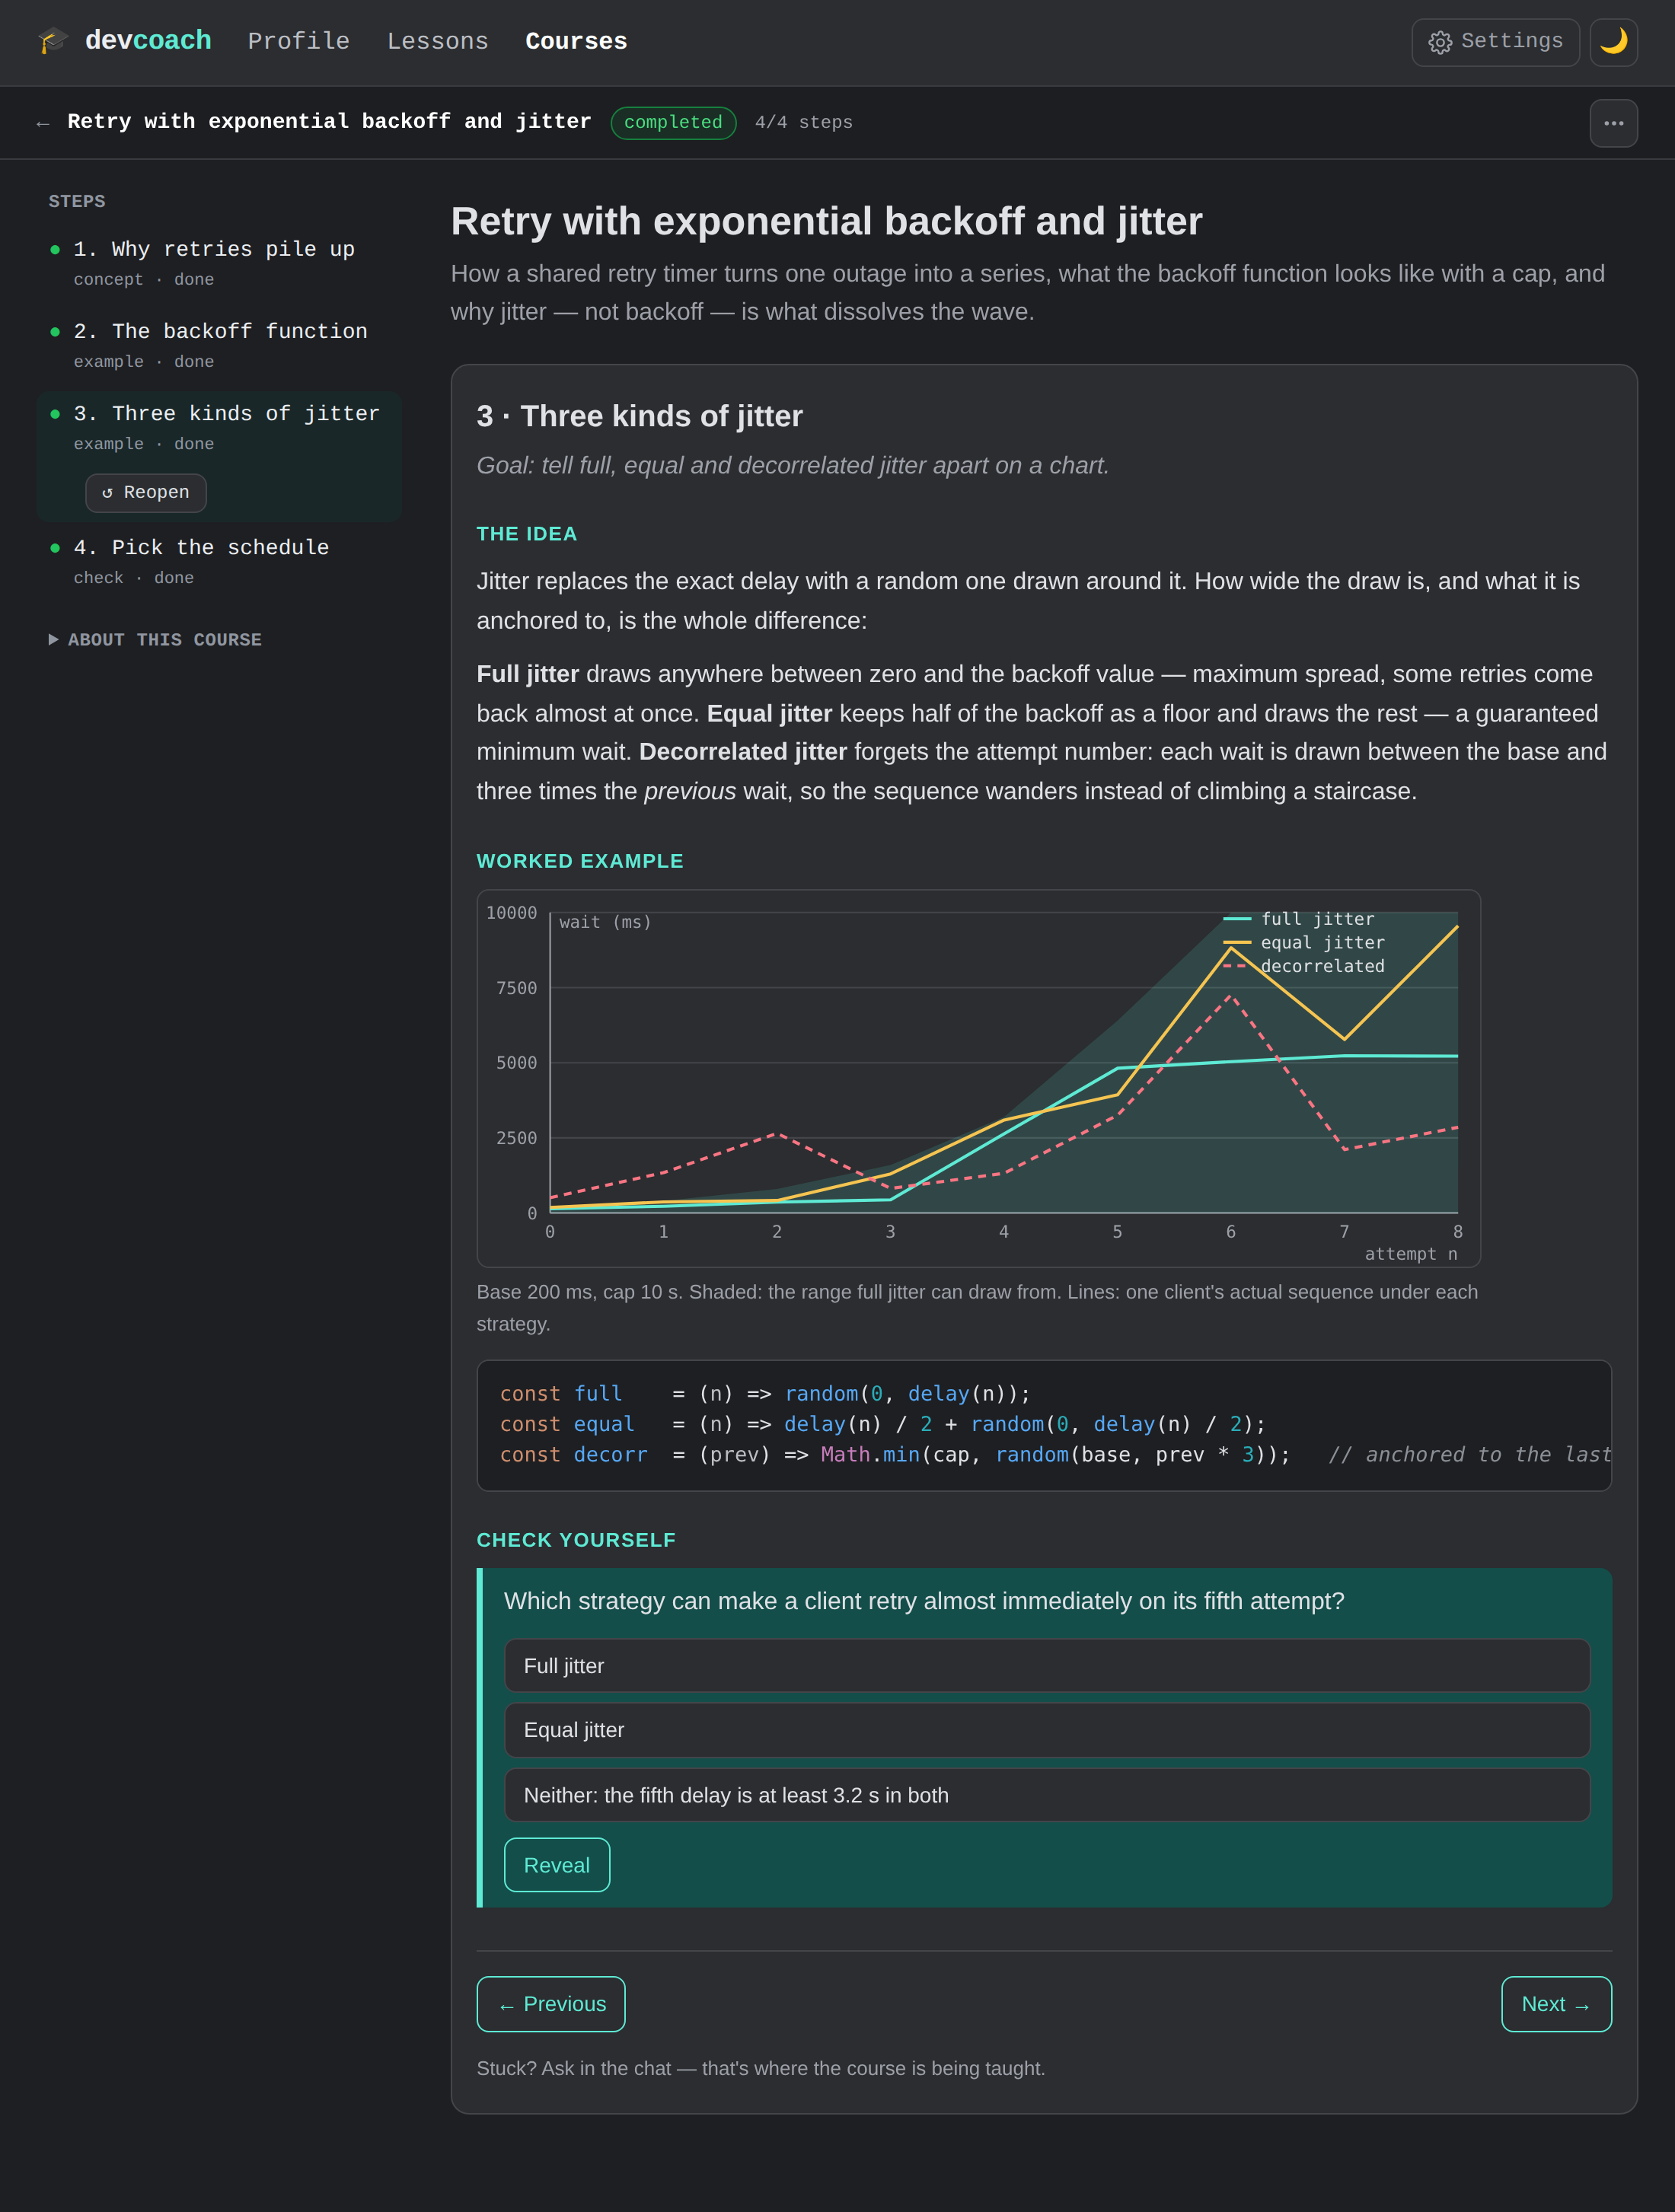 🎓 devcoach Profile Lessons Courses Settings 🌙
← Retry with exponential backoff and jitter completed 4/4 steps ···
STEPS
1. Why retries pile up
concept · done
2. The backoff function
example · done
3. Three kinds of jitter
example · done
↺ Reopen
4. Pick the schedule
check · done
▶ ABOUT THIS COURSE
Retry with exponential backoff and jitter
How a shared retry timer turns one outage into a series, what the backoff function looks like with a cap, and
why jitter — not backoff — is what dissolves the wave.
3 · Three kinds of jitter
Goal: tell full, equal and decorrelated jitter apart on a chart.
THE IDEA
Jitter replaces the exact delay with a random one drawn around it. How wide the draw is, and what it is
anchored to, is the whole difference:
Full jitter draws anywhere between zero and the backoff value — maximum spread, some retries come
back almost at once. Equal jitter keeps half of the backoff as a floor and draws the rest — a guaranteed
minimum wait. Decorrelated jitter forgets the attempt number: each wait is drawn between the base and
three times the previous wait, so the sequence wanders instead of climbing a staircase.
WORKED EXAMPLE
10000
wait (ms)
full jitter
equal jitter
decorrelated
7500
5000
2500
0
0 1 2 3 4 5 6 7 8
attempt n
Base 200 ms, cap 10 s. Shaded: the range full jitter can draw from. Lines: one client's actual sequence under each
strategy.
const full    = (n) => random(0, delay(n));
const equal   = (n) => delay(n) / 2 + random(0, delay(n) / 2);
const decorr  = (prev) => Math.min(cap, random(base, prev * 3));   // anchored to the last
CHECK YOURSELF
Which strategy can make a client retry almost immediately on its fifth attempt?
Full jitter
Equal jitter
Neither: the fifth delay is at least 3.2 s in both
Reveal
← Previous
Next →
Stuck? Ask in the chat — that's where the course is being taught.